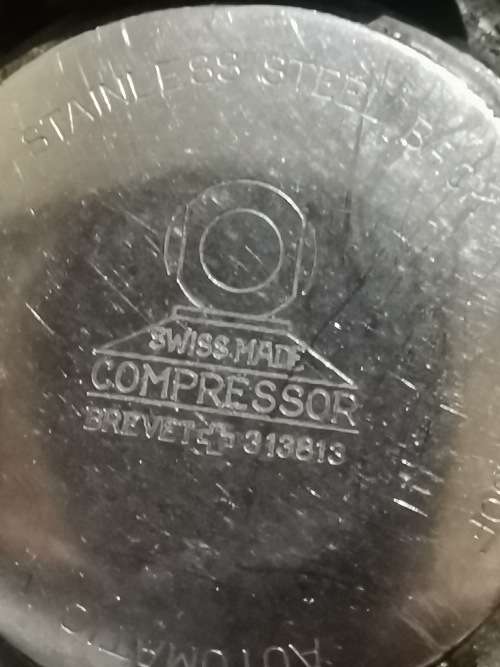 STAINLESS STEEL B
SWISS MADE
COMPRESSOR
BREVET 313813
AUTOMATIC